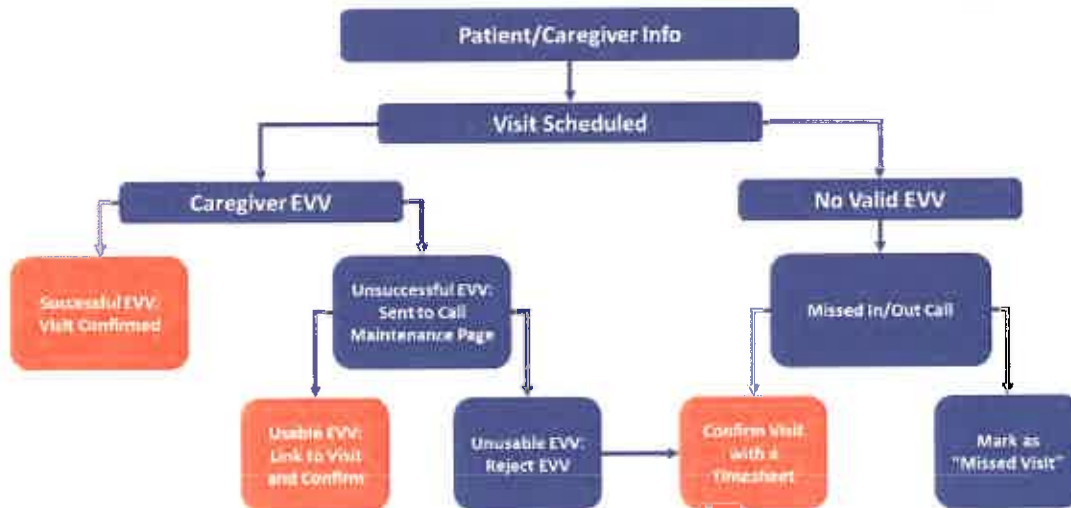 Patient/Caregiver Info
Visit Scheduled
Caregiver EVV
No Valid EVV
Successful EVV:
Visit Confirmed
Unsuccessful EVV:
Sent to Call
Maintenance Page
Missed In/Out Call
Usable EVV:
Link to Visit
and Confirm
Unusable EVV:
Reject EVV
Confirm Visit
with a
Timesheet
Mark as
"Missed Visit"